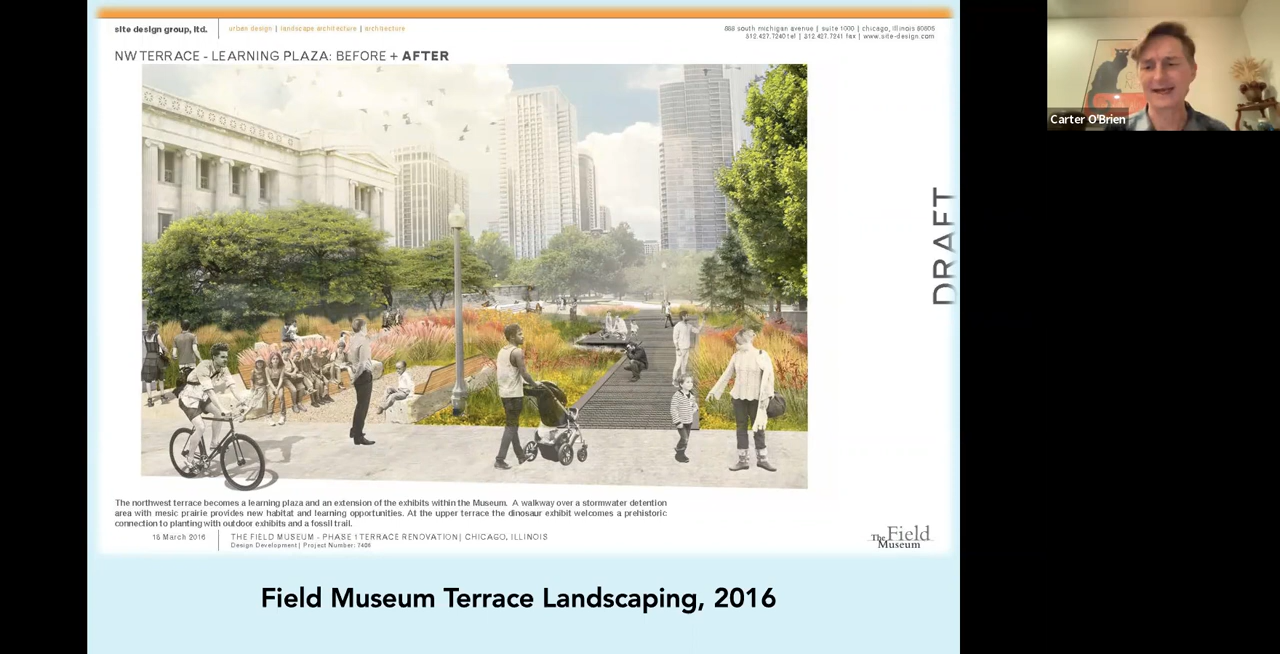 site design group, ltd.
urban design | landscape architecture | architecture
888 south michigan avenue | suite 1000 | chicago, illinois 60605
312.427.7240 tel | 312.427.7241 fax | www.site-design.com
NW TERRACE - LEARNING PLAZA: BEFORE + AFTER
Carter O'Brien
DRAFT
The northwest terrace becomes a learning plaza and an extension of the exhibits within the Museum. A walkway over a stormwater detention
area with mesic prairie provides new habitat and learning opportunities. At the upper terrace the dinosaur exhibit welcomes a prehistoric
connection to planting with outdoor exhibits and a fossil trail.
15 March 2016
THE FIELD MUSEUM - PHASE 1 TERRACE RENOVATION | CHICAGO, ILLINOIS
Design Development | Project Number: 7406
The Field
Museum
Field Museum Terrace Landscaping, 2016